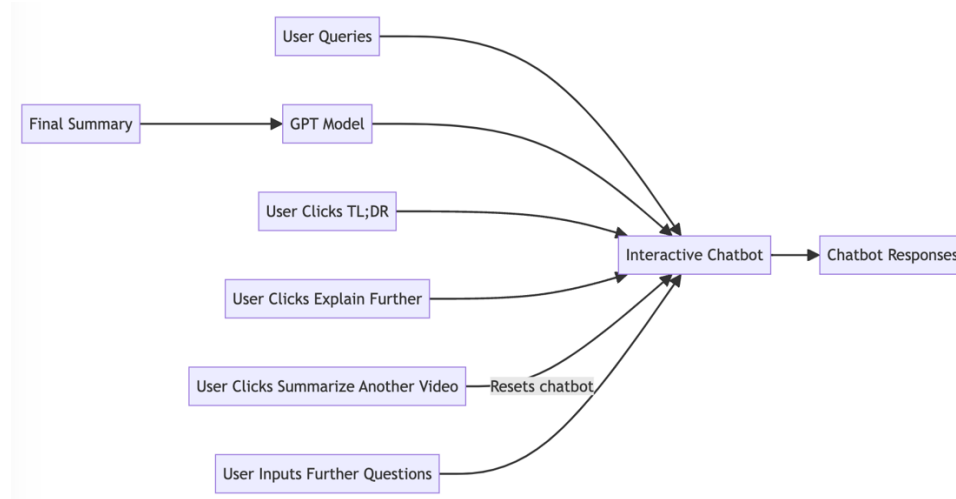 User Queries
Final Summary
GPT Model
User Clicks TL;DR
Interactive Chatbot
Chatbot Responses
User Clicks Explain Further
User Clicks Summarize Another Video
Resets chatbot
User Inputs Further Questions